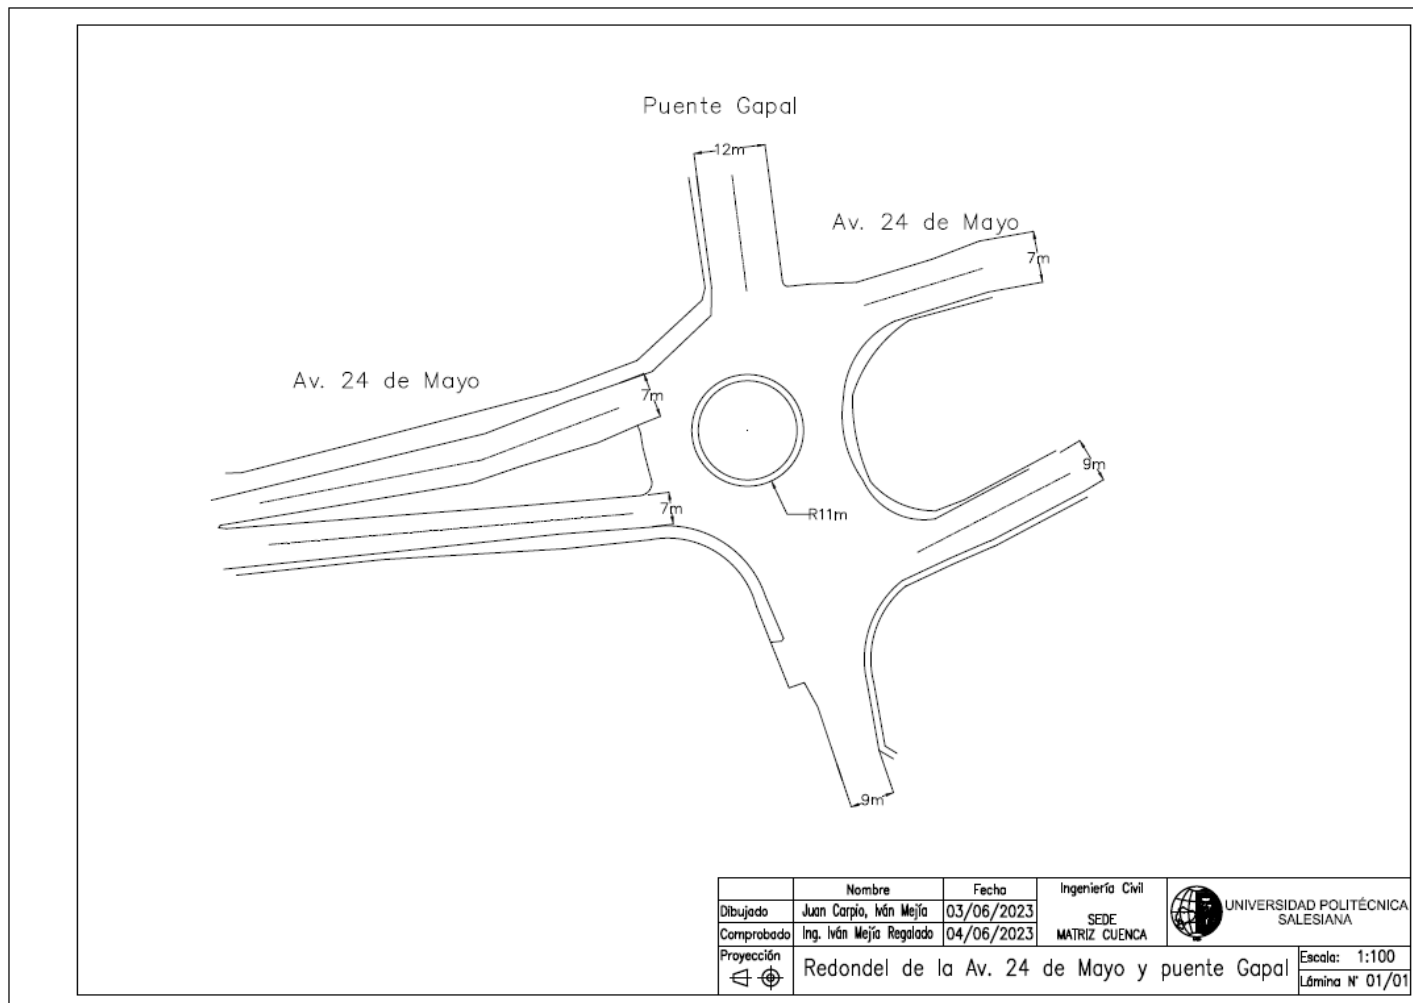 Puente Gapal
12m
Av. 24 de Mayo
7m
Av. 24 de Mayo
7m
9m
7m
R11m
9m
Nombre
Fecha
Ingeniería Civil
UNIVERSIDAD POLITÉCNICA
SALESIANA
Dibujado
Juan Carpio, Iván Mejía
03/06/2023
SEDE
MATRIZ CUENCA
Comprobado
Ing. Iván Mejía Regalado
04/06/2023
Proyección
Redondel de la Av. 24 de Mayo y puente Gapal
Escala: 1:100
Lámina N° 01/01